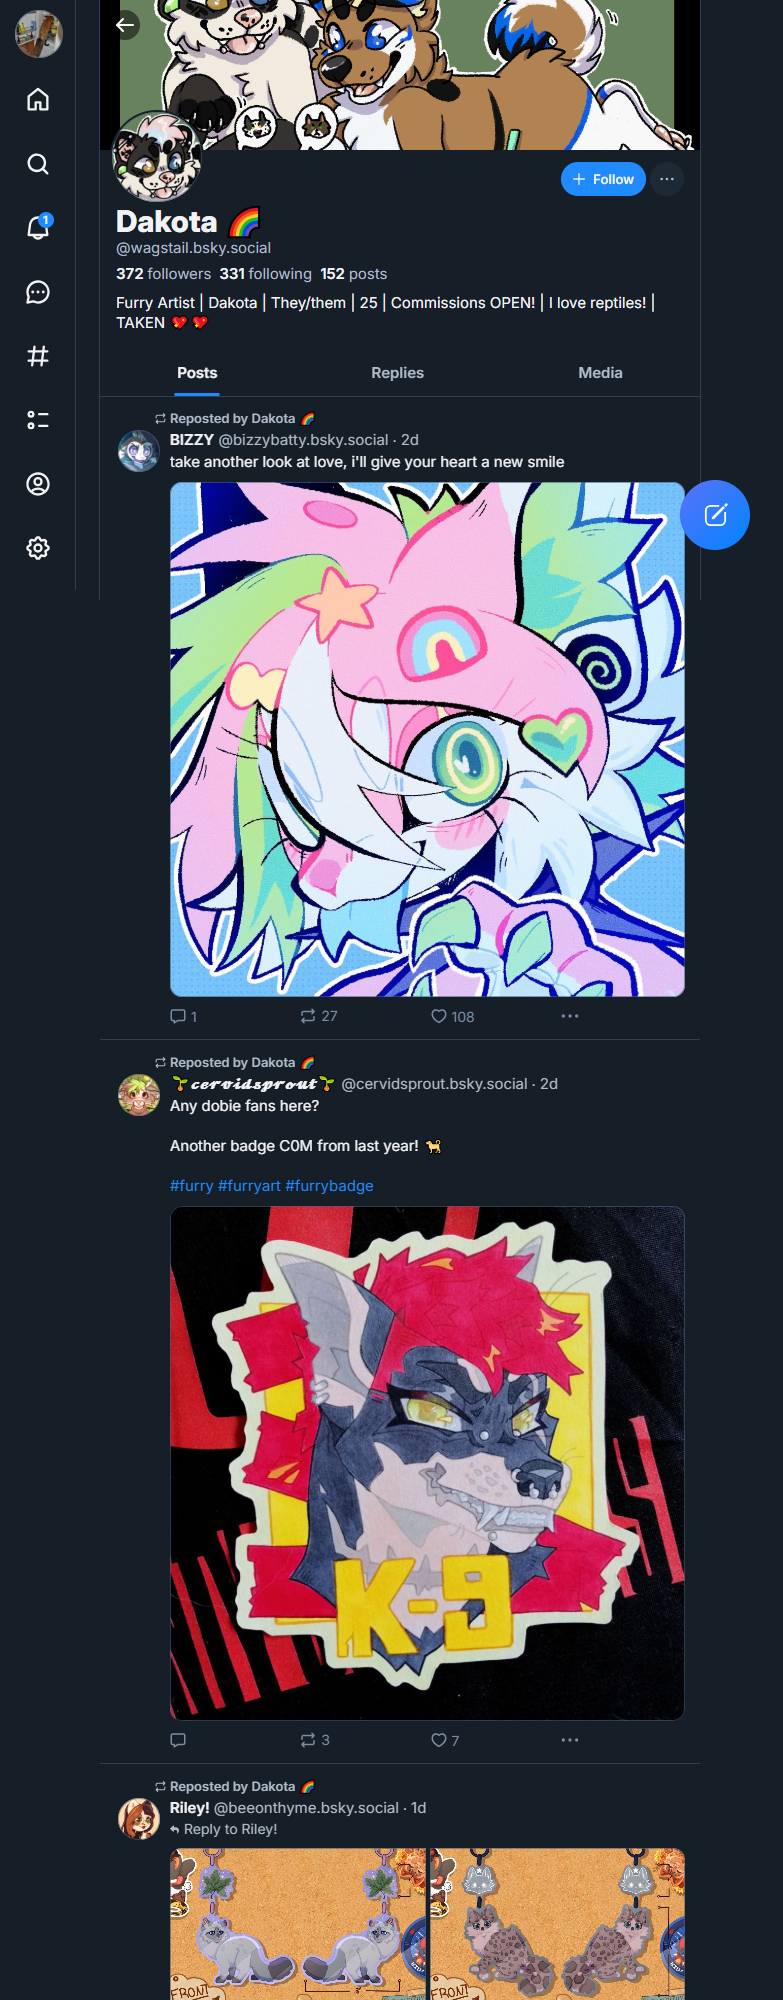 1
+ Follow
Dakota 🌈
@wagstail.bsky.social
372 followers 331 following 152 posts
Furry Artist | Dakota | They/them | 25 | Commissions OPEN! | I love reptiles! |
TAKEN 💖 💖
Posts Replies Media
Reposted by Dakota 🌈
BIZZY @bizzybatty.bsky.social · 2d
take another look at love, i'll give your heart a new smile
1 27 108
Reposted by Dakota 🌈
🌱𝓬𝓮𝓻𝓿𝓲𝓭𝓼𝓹𝓻𝓸𝓾𝓽🌱 @cervidsprout.bsky.social · 2d
Any dobie fans here?
Another badge C0M from last year! 🐕
#furry #furryart #furrybadge
K-9
3 7
Reposted by Dakota 🌈
Riley! @beeonthyme.bsky.social · 1d
Reply to Riley!
FRONT
FRONT